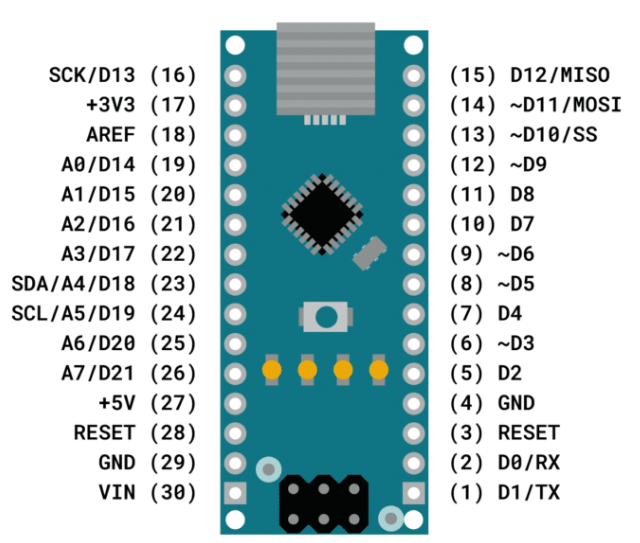 SCK/D13 (16) (15) D12/MISO
+3V3 (17) (14) ~D11/MOSI
AREF (18) (13) ~D10/SS
A0/D14 (19) (12) ~D9
A1/D15 (20) (11) D8
A2/D16 (21) (10) D7
A3/D17 (22) (9) ~D6
SDA/A4/D18 (23) (8) ~D5
SCL/A5/D19 (24) (7) D4
A6/D20 (25) (6) ~D3
A7/D21 (26) (5) D2
+5V (27) (4) GND
RESET (28) (3) RESET
GND (29) (2) D0/RX
VIN (30) (1) D1/TX